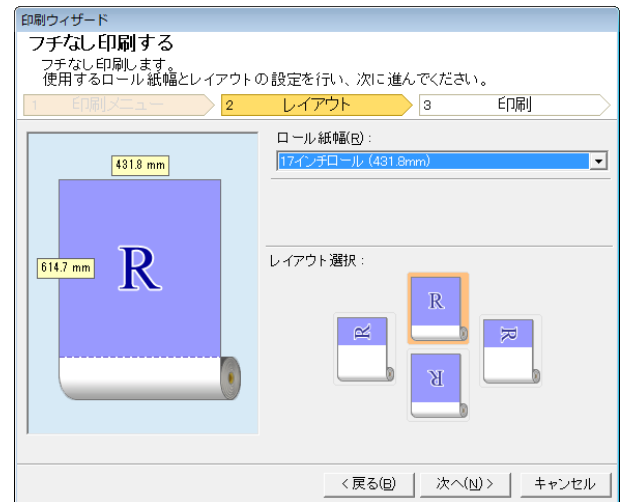 印刷ウィザード
フチなし印刷する
フチなし印刷します。
使用するロール紙幅とレイアウトの設定を行い、次に進んでください。
1 印刷メニュー 2 レイアウト 3 印刷
ロール紙幅(R):
17インチロール (431.8mm)
431.8 mm
614.7 mm
R
レイアウト選択:
R
R
R
R
<戻る(B) 次へ(N)> キャンセル